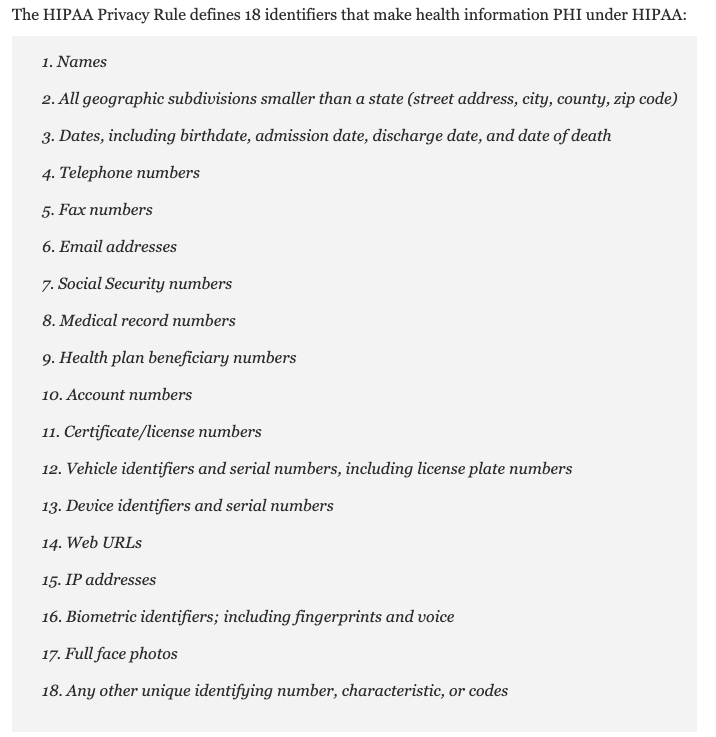 The HIPAA Privacy Rule defines 18 identifiers that make health information PHI under HIPAA:
1. Names
2. All geographic subdivisions smaller than a state (street address, city, county, zip code)
3. Dates, including birthdate, admission date, discharge date, and date of death
4. Telephone numbers
5. Fax numbers
6. Email addresses
7. Social Security numbers
8. Medical record numbers
9. Health plan beneficiary numbers
10. Account numbers
11. Certificate/license numbers
12. Vehicle identifiers and serial numbers, including license plate numbers
13. Device identifiers and serial numbers
14. Web URLs
15. IP addresses
16. Biometric identifiers; including fingerprints and voice
17. Full face photos
18. Any other unique identifying number, characteristic, or codes